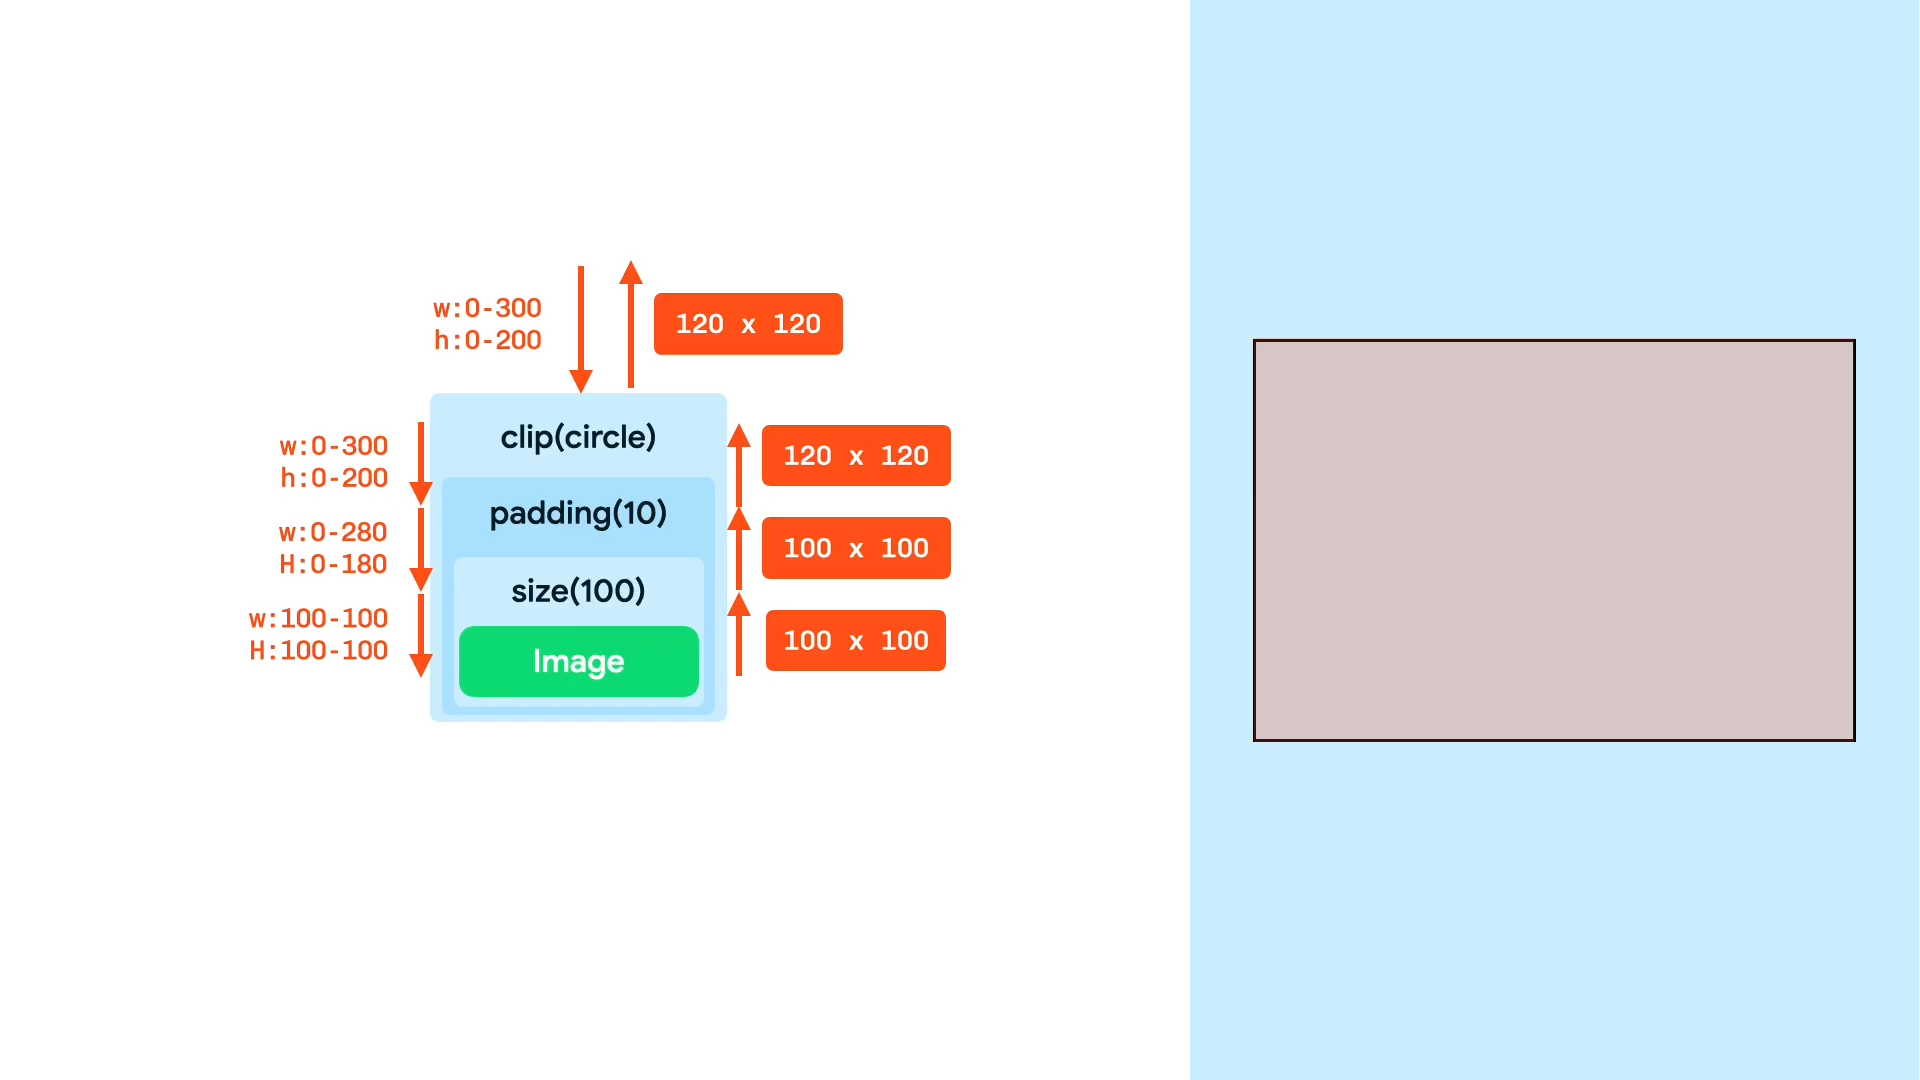 w:0-300
h:0-200
120 x 120
clip(circle)
w:0-300
h:0-200
120 x 120
padding(10)
w:0-280
H:0-180
100 x 100
size(100)
w:100-100
H:100-100
100 x 100
Image